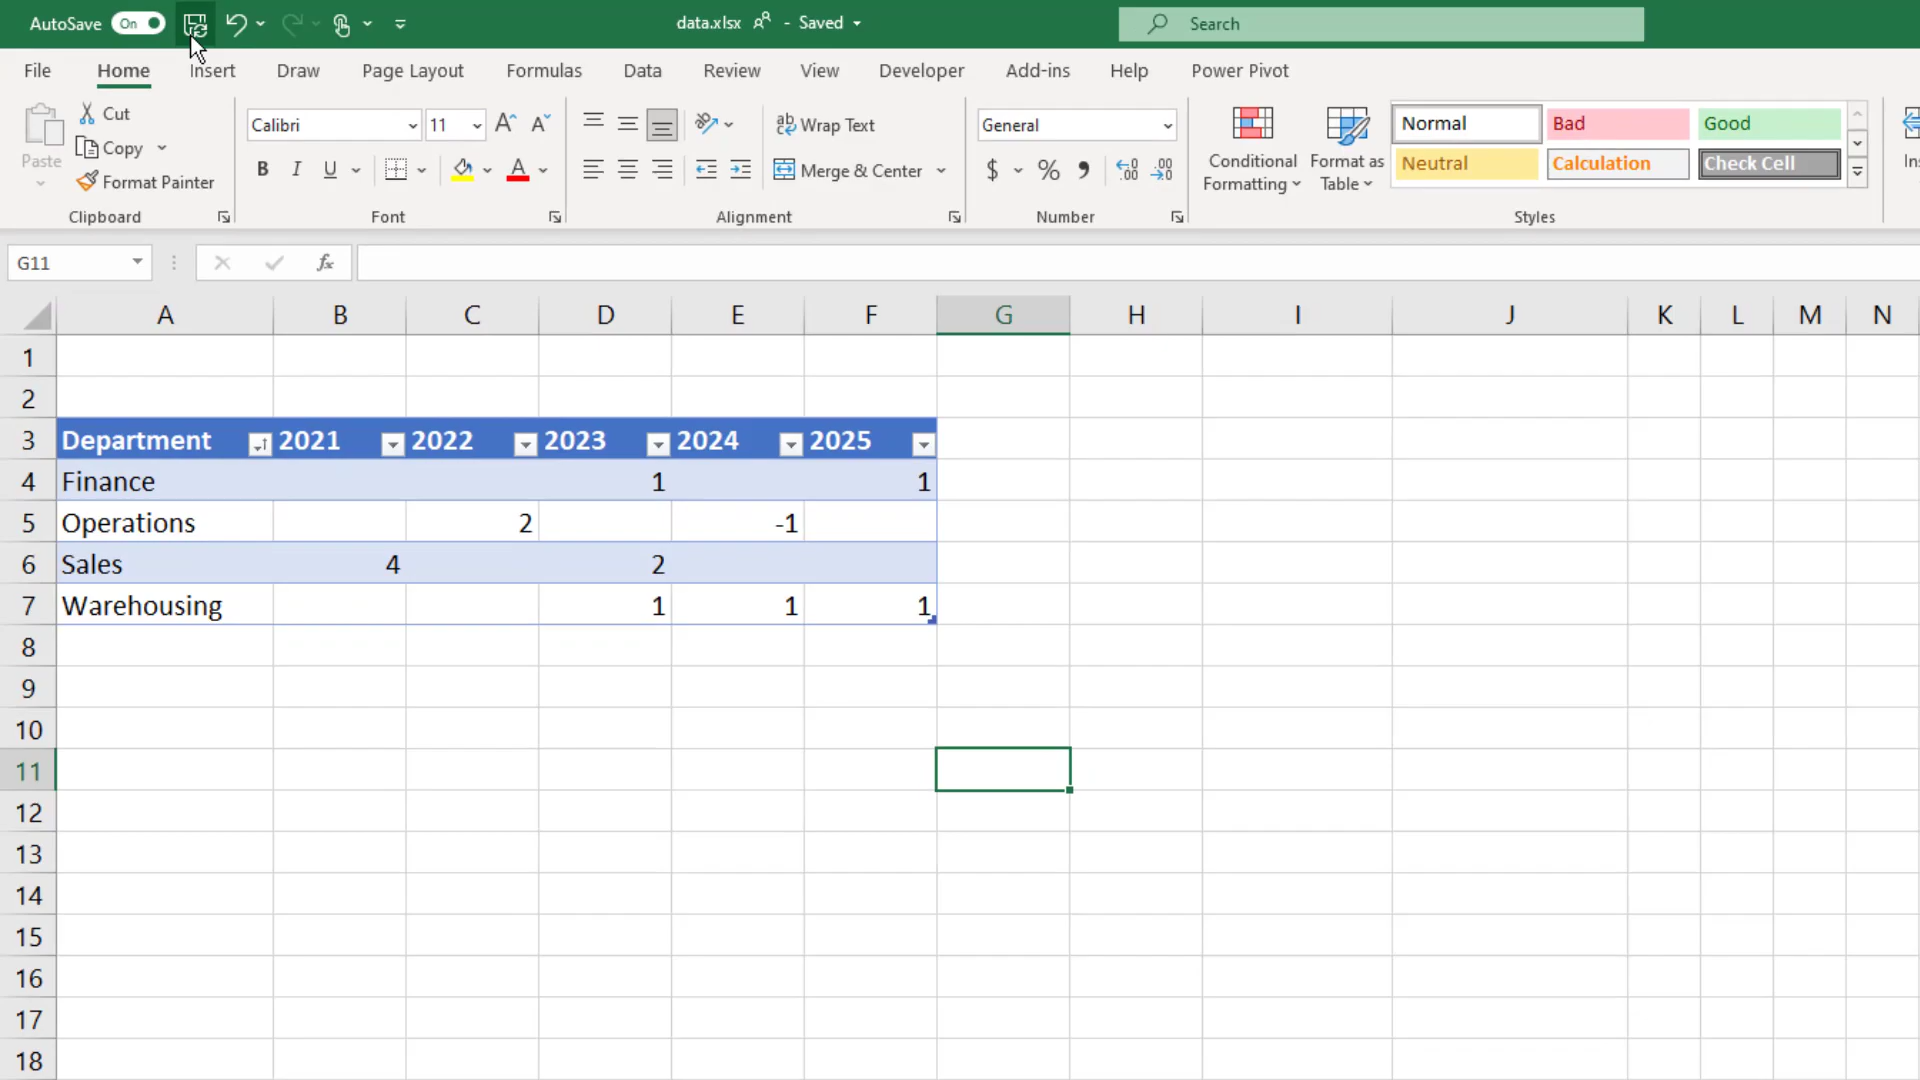 AutoSave On data.xlsx - Saved Search
File Home Insert Draw Page Layout Formulas Data Review View Developer Add-ins Help Power Pivot
Paste
Cut
Copy
Format Painter
Clipboard
Calibri 11
B I U A
Font
Wrap Text
Merge & Center
Alignment
General
$ %
Number
Conditional Formatting
Format as Table
Normal Bad Good
Neutral Calculation Check Cell
Styles
G11 fx
A B C D E F G H I J K L M N
1
2
3 Department 2021 2022 2023 2024 2025
4 Finance 1 1
5 Operations 2 -1
6 Sales 4 2
7 Warehousing 1 1 1
8
9
10
11
12
13
14
15
16
17
18